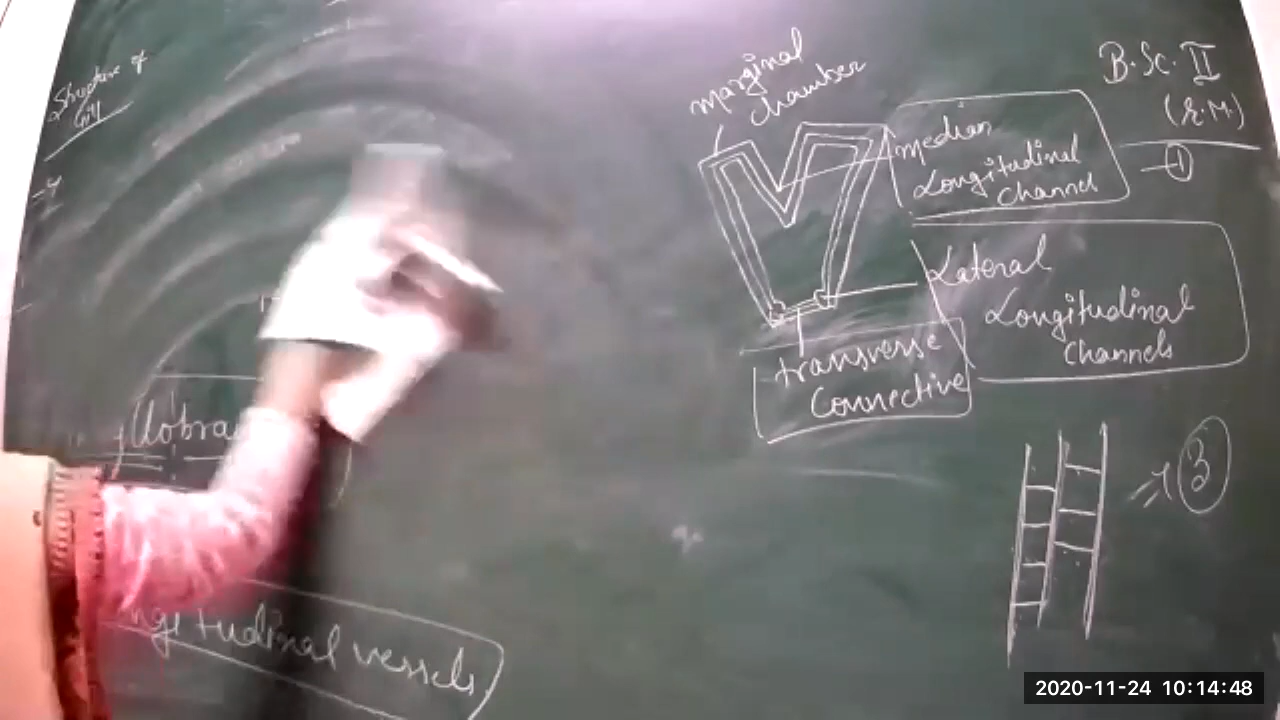 Structure of
Gill
marginal
chamber
B.Sc. II
(R.M.)
median
Longitudinal
Channel
①
Lateral
Longitudinal
Channels
transverse
Connective
③
vessels
2020-11-24 10:14:48